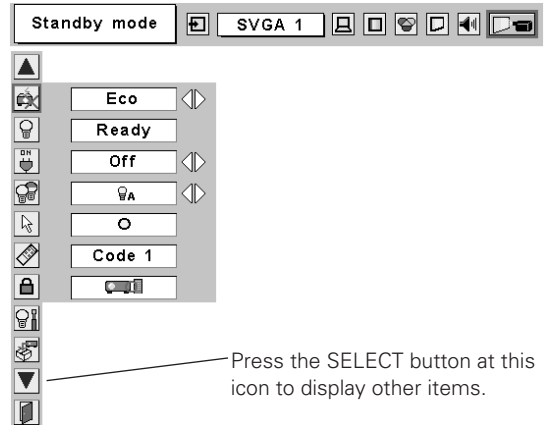 Standby mode
SVGA 1
Eco
Ready
ON
Off
A
Code 1
Press the SELECT button at this
icon to display other items.